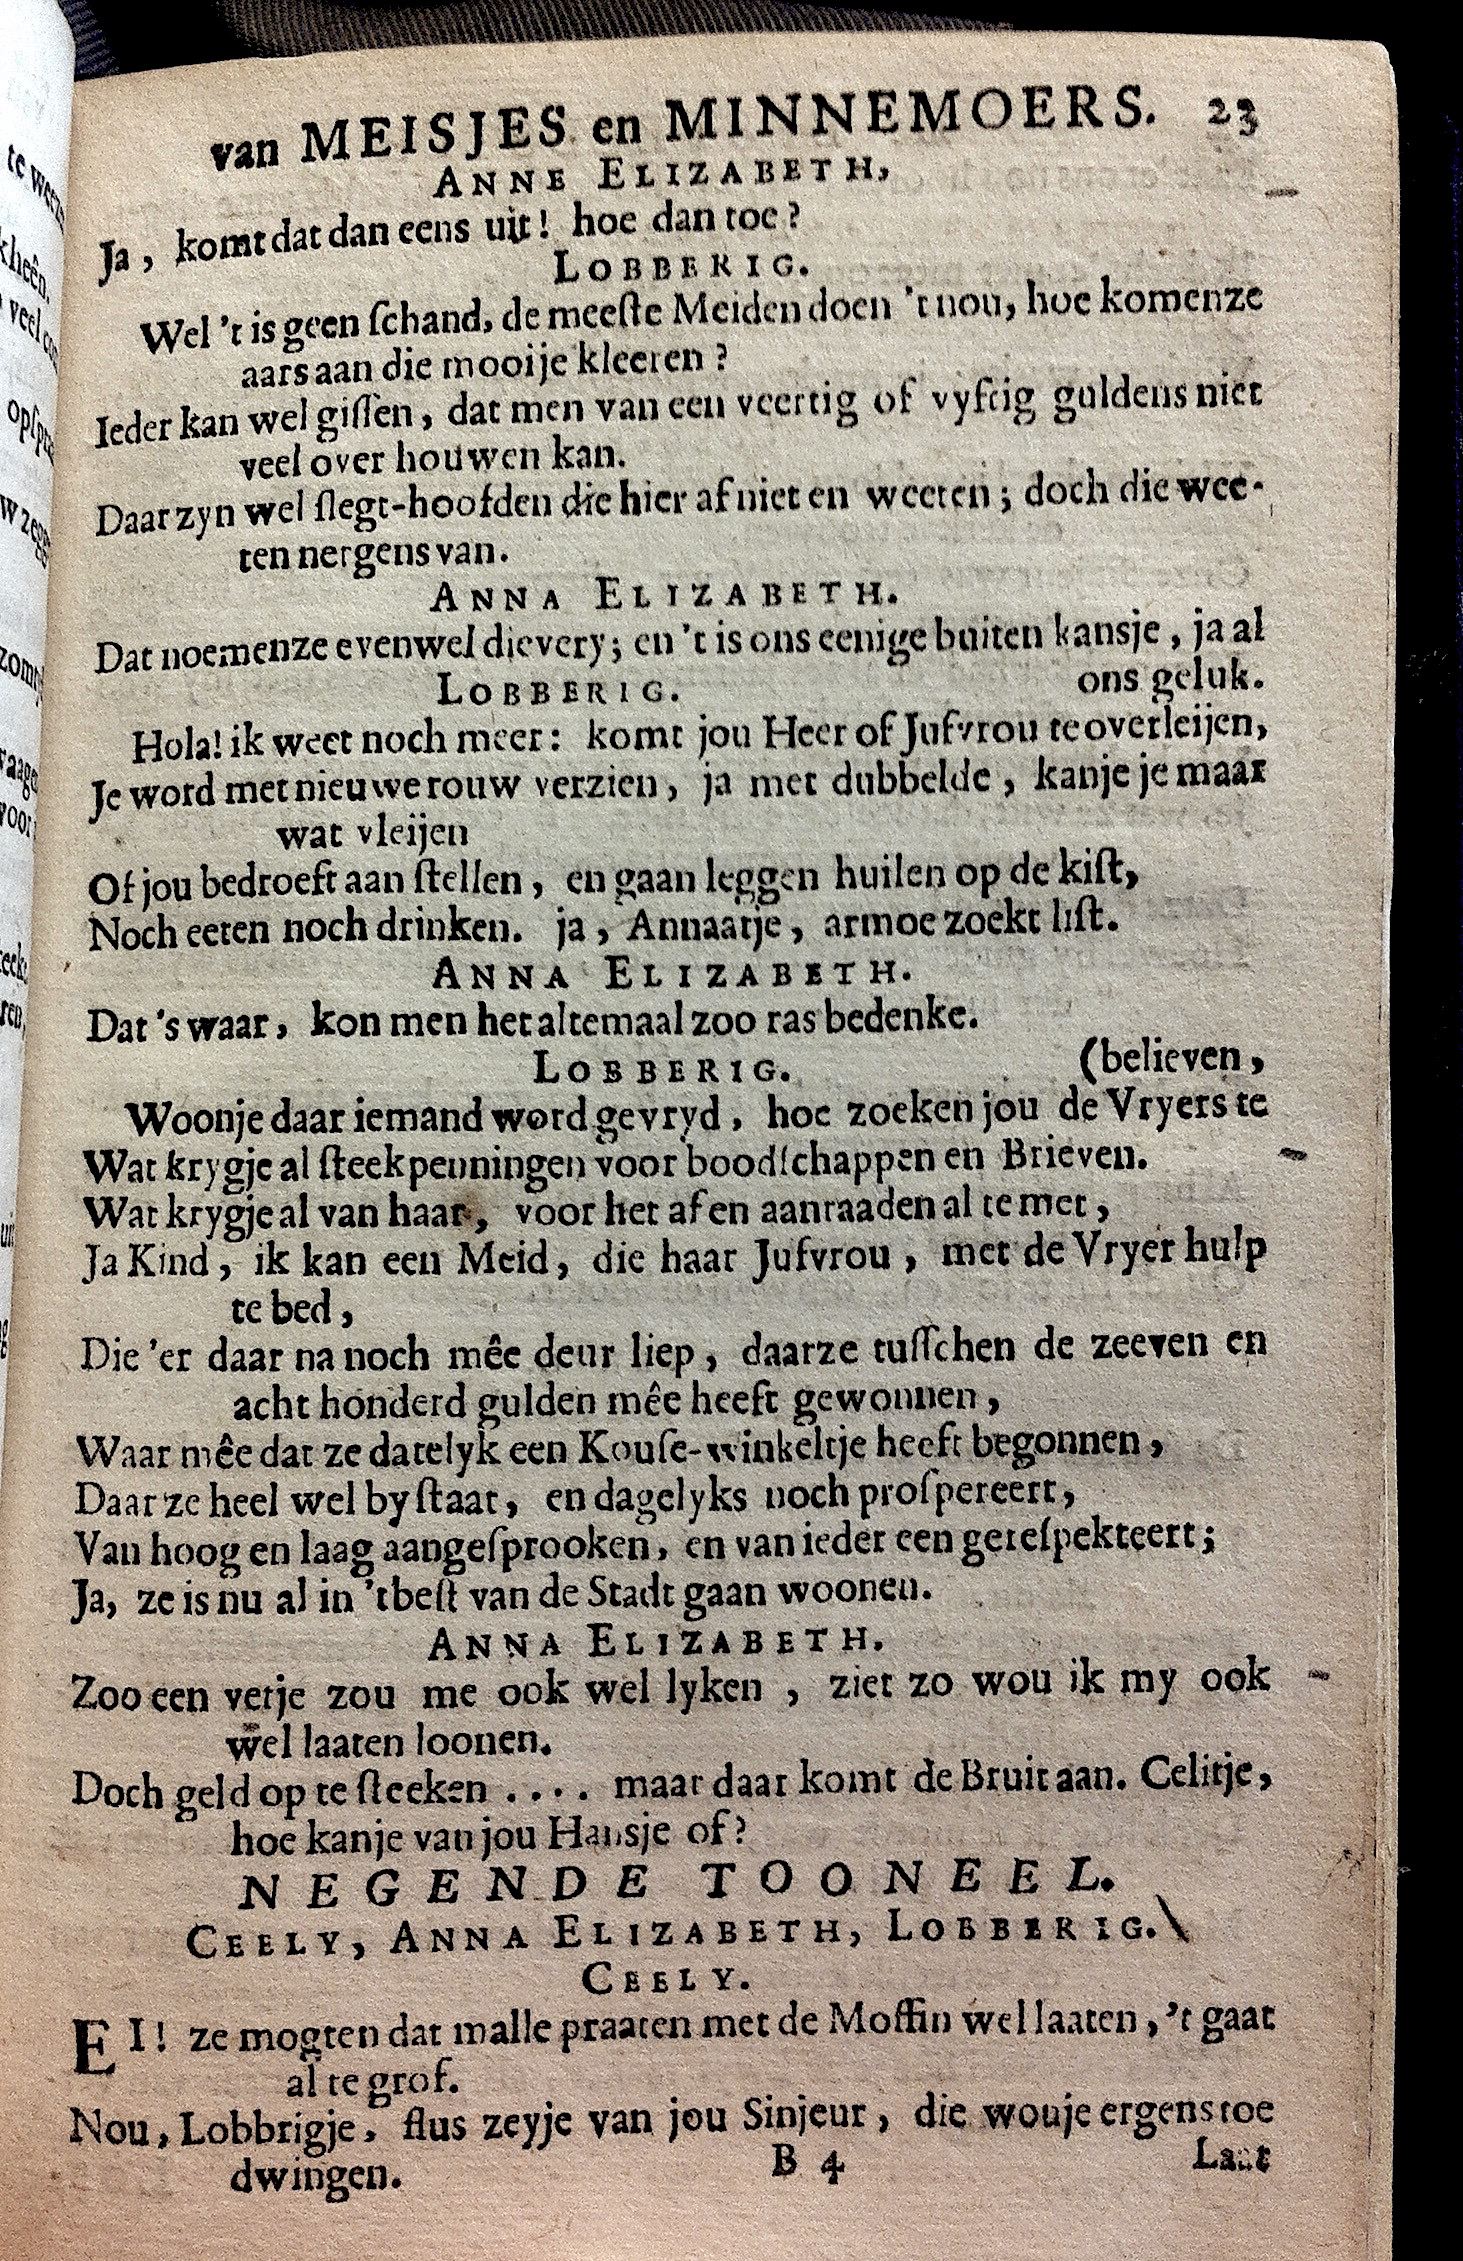 van MEISJES en MINNEMOERS. 23
ANNE ELIZABETH,
Ja, komt dat dan eens uit! hoe dan toe?
LOBBERIG.
Wel 't is geen ſchand, de meeſte Meiden doen 't nou, hoe komenze
aars aan die mooije kleeren?
Ieder kan wel giſſen, dat men van een veertig of vyftig guldens niet
veel over houwen kan.
Daar zyn wel ſlegt-hoofden die hier af niet en weeten; doch die wee-
ten nergens van.
ANNA ELIZABETH.
Dat noemenze evenwel dievery; en 't is ons eenige buiten kansje, ja al
ons geluk.
LOBBERIG.
Hola! ik weet noch meer: komt jou Heer of Jufvrou te overleijen,
Je word met nieuwe rouw verzien, ja met dubbelde, kanje je maar
wat vleijen
Of jou bedroeft aan ſtellen, en gaan leggen huilen op de kiſt,
Noch eeten noch drinken. ja, Annaatje, armoe zoekt liſt.
ANNA ELIZABETH.
Dat 's waar, kon men het altemaal zoo ras bedenke.
LOBBERIG. (believen,
Woonje daar iemand word gevryd, hoe zoeken jou de Vryers te
Wat krygje al ſteekpenningen voor boodſchappen en Brieven.
Wat krygje al van haar, voor het af en aanraaden al te met,
Ja Kind, ik kan een Meid, die haar Jufvrou, met de Vryer hulp
te bed,
Die 'er daar na noch mêe deur liep, daarze tuſſchen de zeeven en
acht honderd gulden mêe heeft gewonnen,
Waar mêe dat ze datelyk een Kouſe-winkeltje heeft begonnen,
Daar ze heel wel by ſtaat, en dagelyks noch proſpereert,
Van hoog en laag aangeſprooken, en van ieder een gereſpekteert;
Ja, ze is nu al in 't beſt van de Stadt gaan woonen.
ANNA ELIZABETH.
Zoo een vetje zou me ook wel lyken, ziet zo wou ik my ook
wel laaten loonen.
Doch geld op te ſteeken .... maar daar komt de Bruit aan. Celitje,
hoe kanje van jou Hansje of?
NEGENDE TOONEEL.
CEELY, ANNA ELIZABETH, LOBBERIG.
CEELY.
EI! ze mogten dat malle praaten met de Moffin wel laaten, 't gaat
al te grof.
Nou, Lobbrigje, flus zeyje van jou Sinjeur, die wouje ergens toe
dwingen.
B 4 Laat